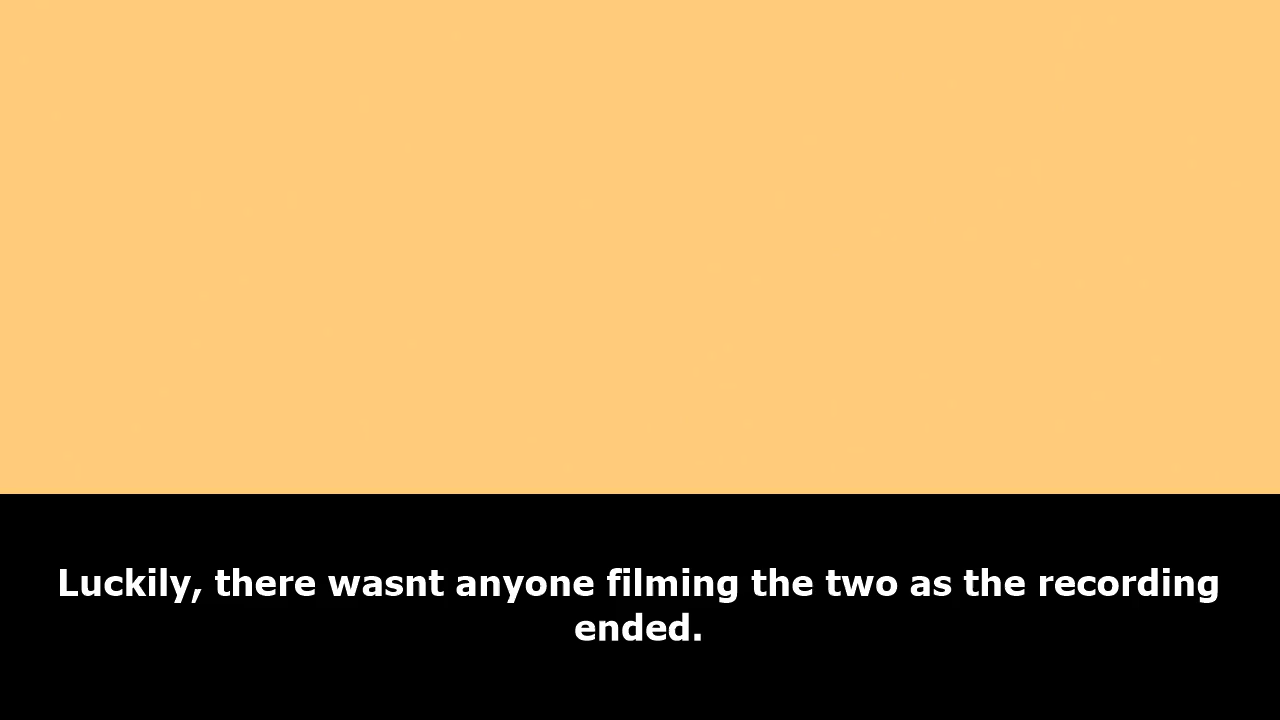 Luckily, there wasnt anyone filming the two as the recording
ended.